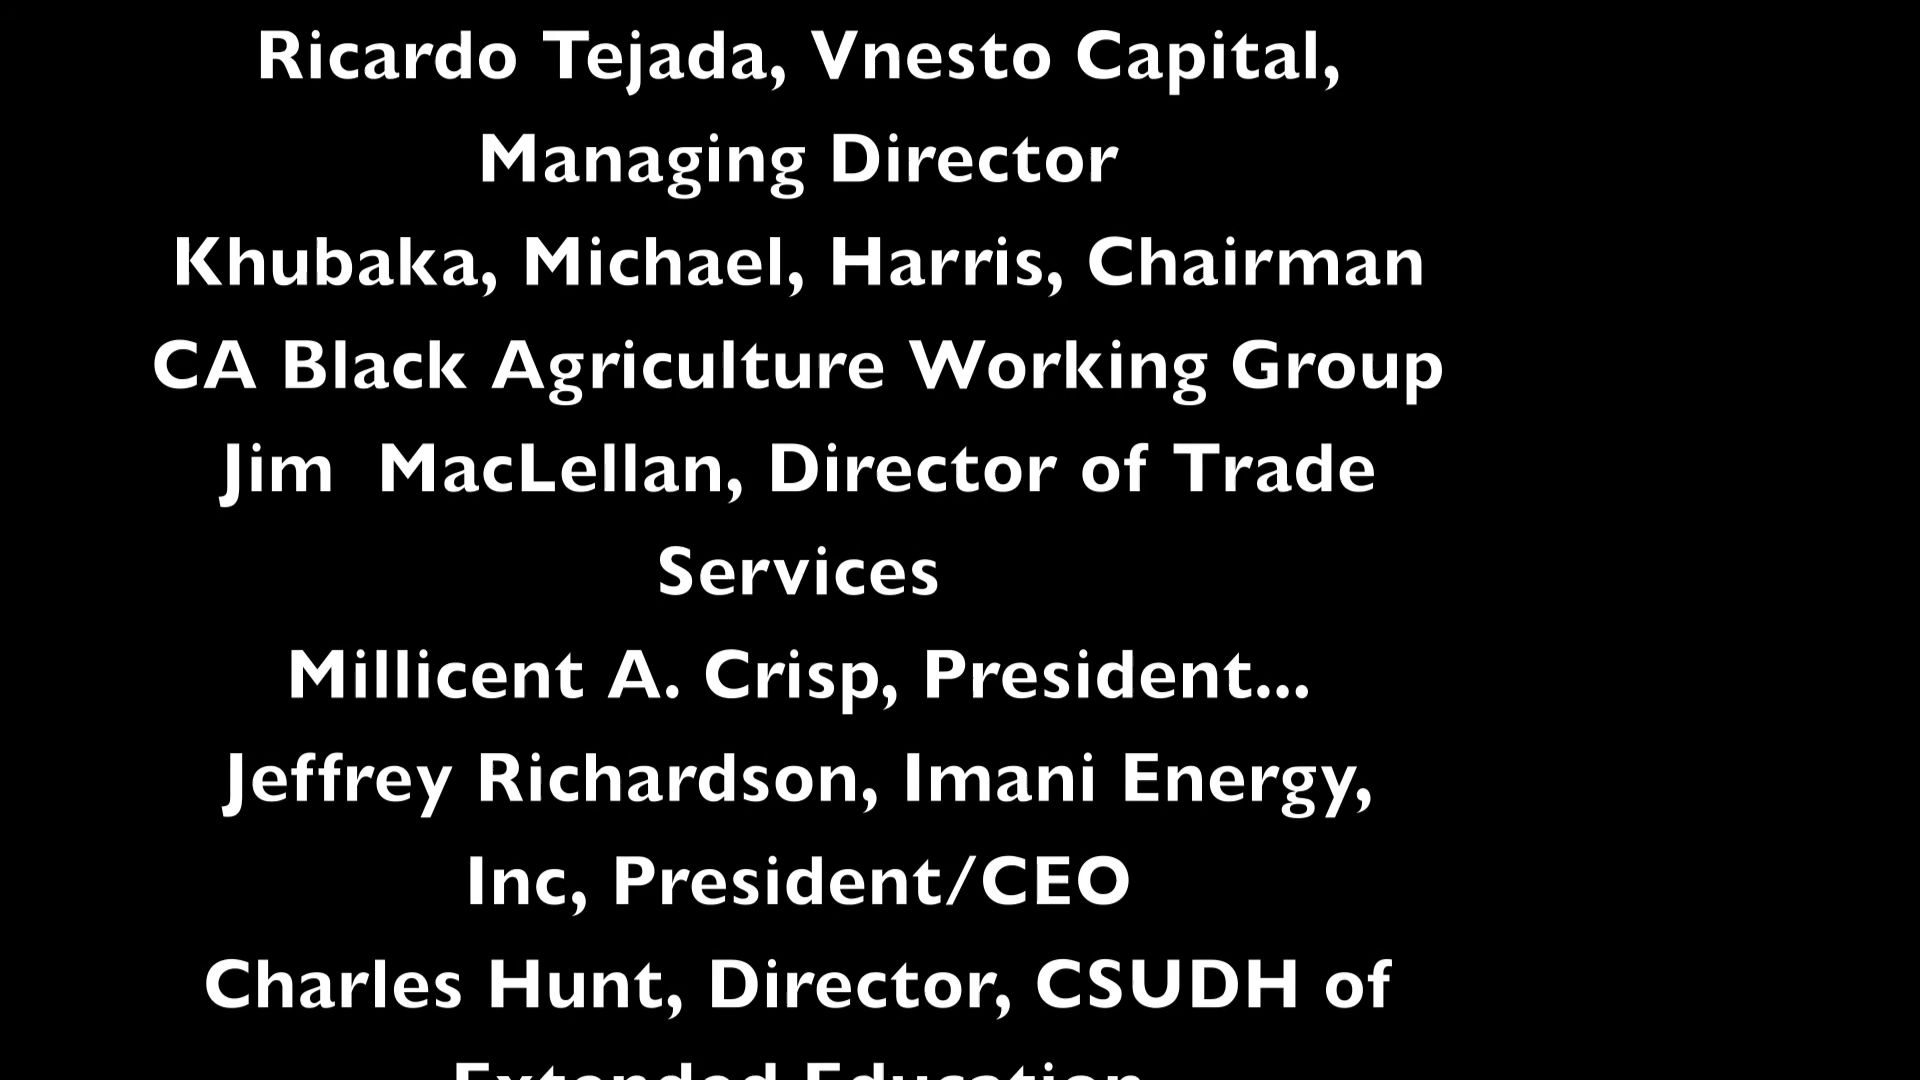 Ricardo Tejada, Vnesto Capital,
Managing Director
Khubaka, Michael, Harris, Chairman
CA Black Agriculture Working Group
Jim  MacLellan, Director of Trade
Services
Millicent A. Crisp, President...
Jeffrey Richardson, Imani Energy,
Inc, President/CEO
Charles Hunt, Director, CSUDH of
Extended Education